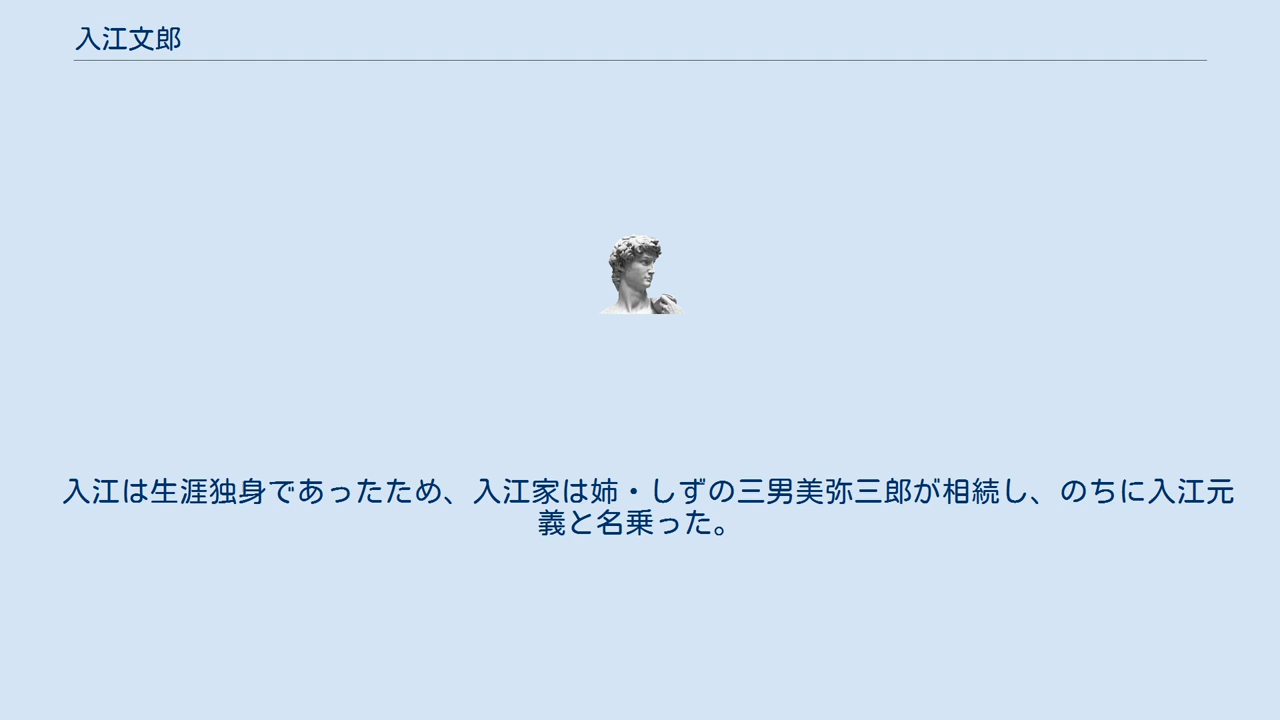 入江文郎
入江は生涯独身であったため、入江家は姉・しずの三男美弥三郎が相続し、のちに入江元
義と名乗った。